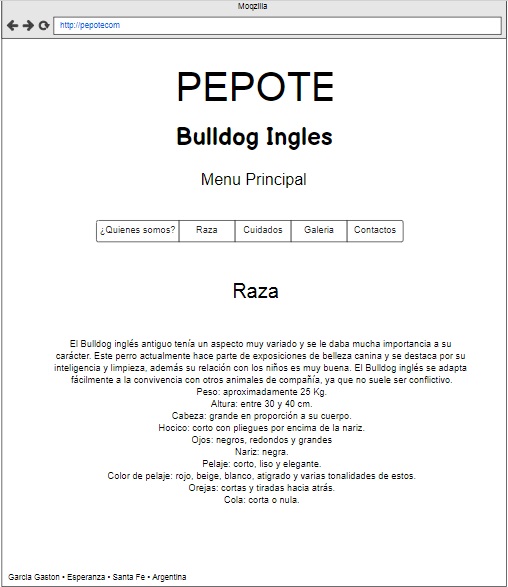 Moqzilla
http://pepotecom
PEPOTE
Bulldog Ingles
Menu Principal
¿Quienes somos? Raza Cuidados Galeria Contactos
Raza
El Bulldog inglés antiguo tenía un aspecto muy variado y se le daba mucha importancia a su
carácter. Este perro actualmente hace parte de exposiciones de belleza canina y se destaca por su
inteligencia y limpieza, además su relación con los niños es muy buena. El Bulldog inglés se adapta
fácilmente a la convivencia con otros animales de compañía, ya que no suele ser conflictivo.
Peso: aproximadamente 25 Kg.
Altura: entre 30 y 40 cm.
Cabeza: grande en proporción a su cuerpo.
Hocico: corto con pliegues por encima de la nariz.
Ojos: negros, redondos y grandes
Nariz: negra.
Pelaje: corto, liso y elegante.
Color de pelaje: rojo, beige, blanco, atigrado y varias tonalidades de estos.
Orejas: cortas y tiradas hacia atrás.
Cola: corta o nula.
Garcia Gaston • Esperanza • Santa Fe • Argentina